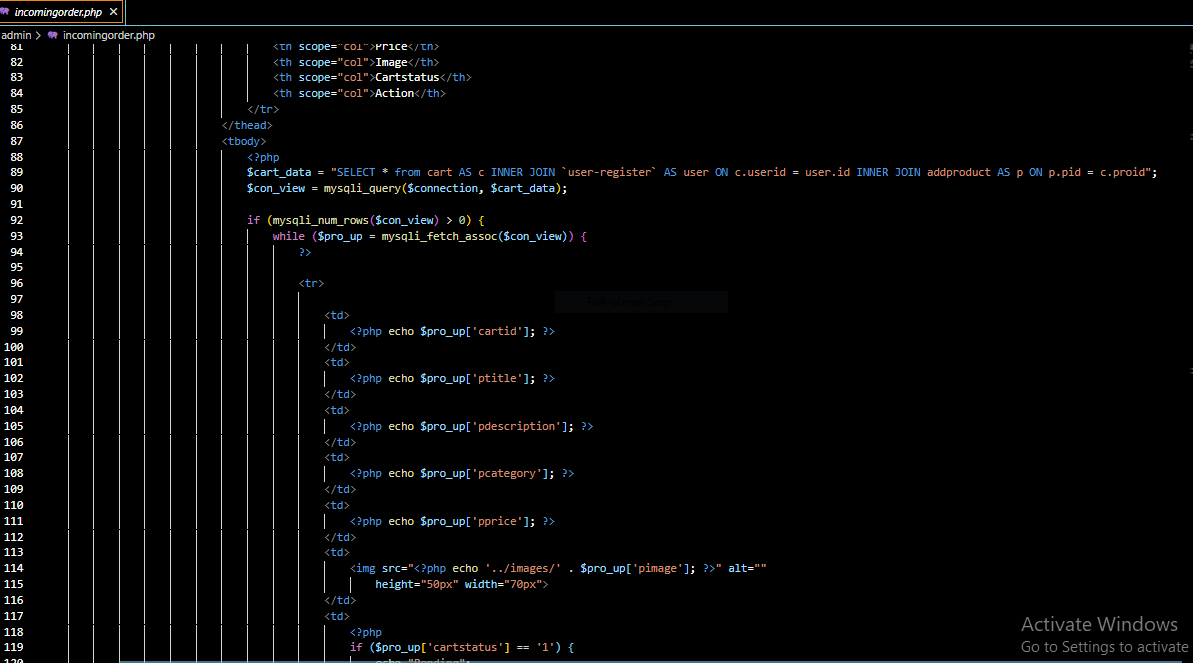 incomingorder.php ×
admin > incomingorder.php
81 <th scope="col">Price</th>
82 <th scope="col">Image</th>
83 <th scope="col">Cartstatus</th>
84 <th scope="col">Action</th>
85 </tr>
86 </thead>
87 <tbody>
88 <?php
89 $cart_data = "SELECT * from cart AS c INNER JOIN `user-register` AS user ON c.userid = user.id INNER JOIN addproduct AS p ON p.pid = c.proid";
90 $con_view = mysqli_query($connection, $cart_data);
91
92 if (mysqli_num_rows($con_view) > 0) {
93 while ($pro_up = mysqli_fetch_assoc($con_view)) {
94 ?>
95
96 <tr>
97
98 <td>
99 <?php echo $pro_up['cartid']; ?>
100 </td>
101 <td>
102 <?php echo $pro_up['ptitle']; ?>
103 </td>
104 <td>
105 <?php echo $pro_up['pdescription']; ?>
106 </td>
107 <td>
108 <?php echo $pro_up['pcategory']; ?>
109 </td>
110 <td>
111 <?php echo $pro_up['pprice']; ?>
112 </td>
113 <td>
114 <img src="<?php echo '../images/' . $pro_up['pimage']; ?>" alt=""
115 height="50px" width="70px">
116 </td>
117 <td>
118 <?php
119 if ($pro_up['cartstatus'] == '1') {
120 echo "Pending";
Activate Windows
Go to Settings to activate